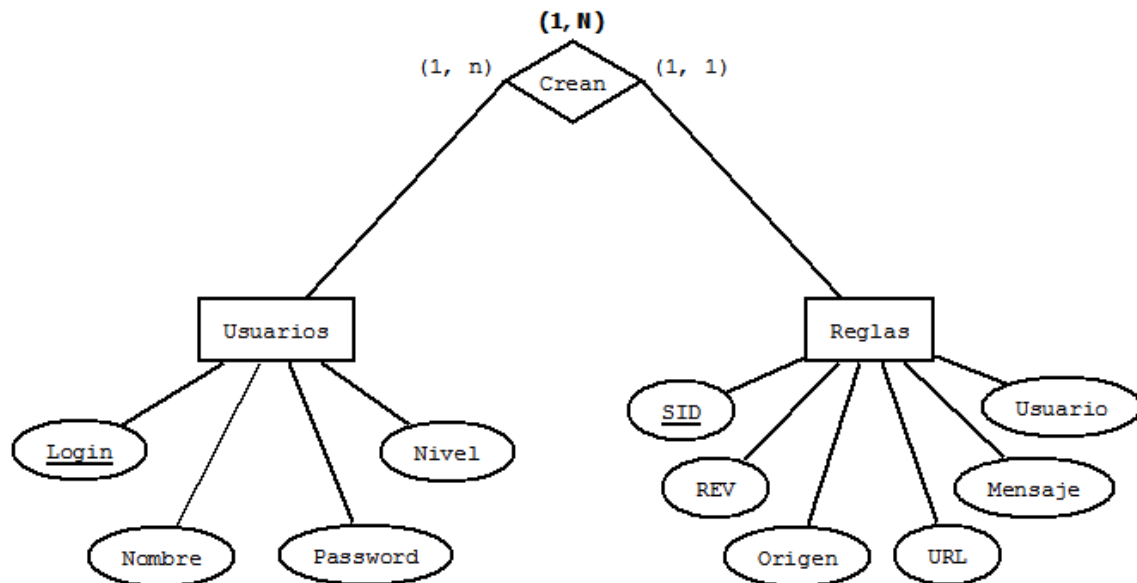 (1,N)
(1, n)
Crean
(1, 1)
Usuarios
Reglas
Login
Nombre
Password
Nivel
SID
REV
Origen
URL
Mensaje
Usuario